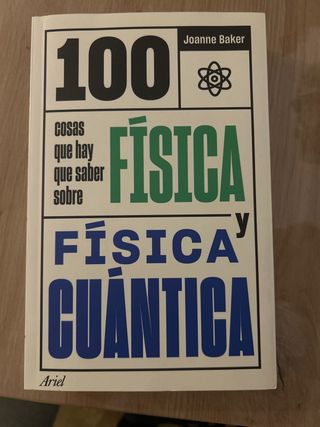 100
Joanne Baker
cosas
que hay
que saber
sobre
FÍSICA
y
FÍSICA
CUÁNTICA
Ariel